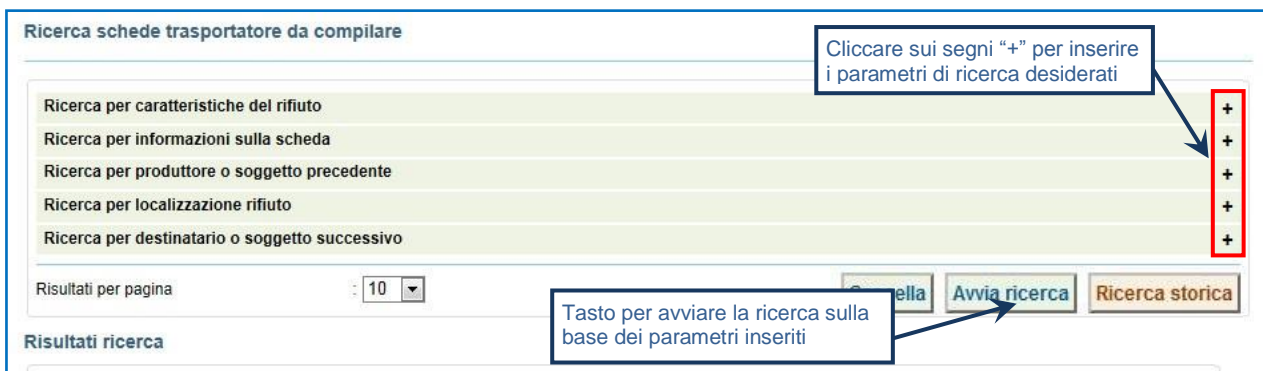 Ricerca schede trasportatore da compilare
Cliccare sui segni “+” per inserire
i parametri di ricerca desiderati
Ricerca per caratteristiche del rifiuto +
Ricerca per informazioni sulla scheda +
Ricerca per produttore o soggetto precedente +
Ricerca per localizzazione rifiuto +
Ricerca per destinatario o soggetto successivo +
Risultati per pagina : 10 Avvia ricerca Ricerca storica
Tasto per avviare la ricerca sulla
base dei parametri inseriti
Risultati ricerca